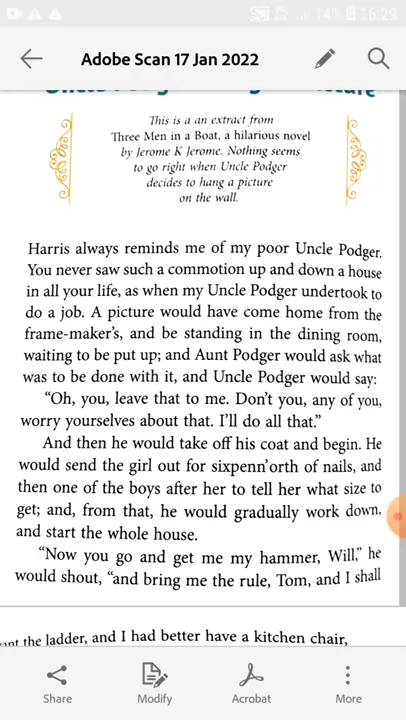 14% 16:29
Adobe Scan 17 Jan 2022
This is a an extract from
Three Men in a Boat, a hilarious novel
by Jerome K Jerome. Nothing seems
to go right when Uncle Podger
decides to hang a picture
on the wall.
Harris always reminds me of my poor Uncle Podger.
You never saw such a commotion up and down a house
in all your life, as when my Uncle Podger undertook to
do a job. A picture would have come home from the
frame-maker's, and be standing in the dining room,
waiting to be put up; and Aunt Podger would ask what
was to be done with it, and Uncle Podger would say:
"Oh, you, leave that to me. Don't you, any of you,
worry yourselves about that. I'll do all that."
And then he would take off his coat and begin. He
would send the girl out for sixpenn'orth of nails, and
then one of the boys after her to tell her what size to
get; and, from that, he would gradually work down,
and start the whole house.
"Now you go and get me my hammer, Will," he
would shout, "and bring me the rule, Tom, and I shall
the ladder, and I had better have a kitchen chair,
Share
Modify
Acrobat
More